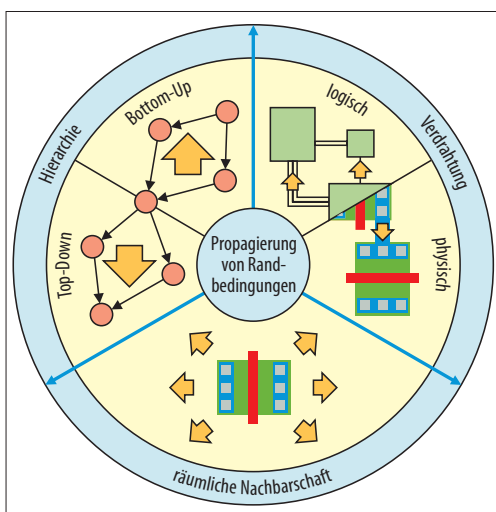 Hierarchie
Bottom-Up
Top-Down
logisch
physisch
Verdrahtung
Propagierung
von Rand-
bedingungen
räumliche Nachbarschaft